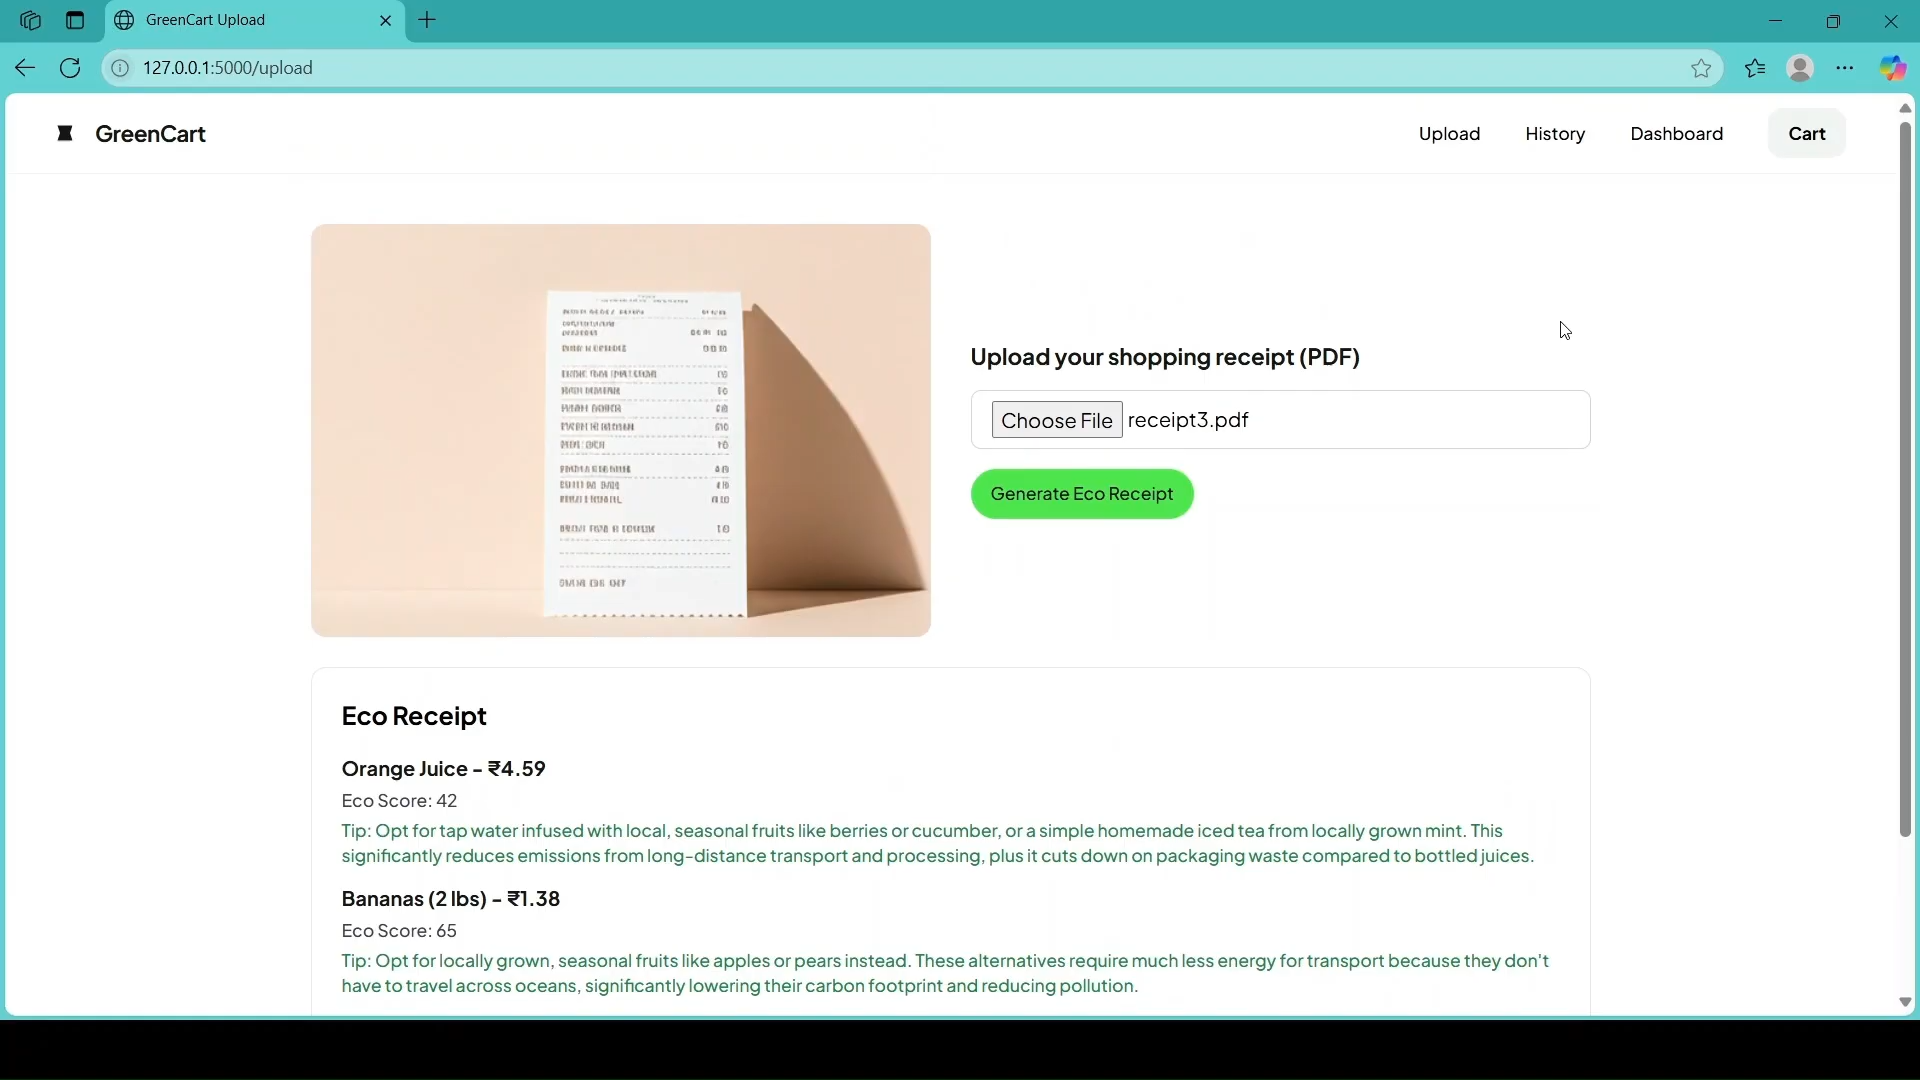 GreenCart Upload
127.0.0.1:5000/upload
GreenCart
Upload
History
Dashboard
Cart
Upload your shopping receipt (PDF)
Choose File receipt3.pdf
Generate Eco Receipt
Eco Receipt
Orange Juice - ₹4.59
Eco Score: 42
Tip: Opt for tap water infused with local, seasonal fruits like berries or cucumber, or a simple homemade iced tea from locally grown mint. This
significantly reduces emissions from long-distance transport and processing, plus it cuts down on packaging waste compared to bottled juices.
Bananas (2 lbs) - ₹1.38
Eco Score: 65
Tip: Opt for locally grown, seasonal fruits like apples or pears instead. These alternatives require much less energy for transport because they don't
have to travel across oceans, significantly lowering their carbon footprint and reducing pollution.